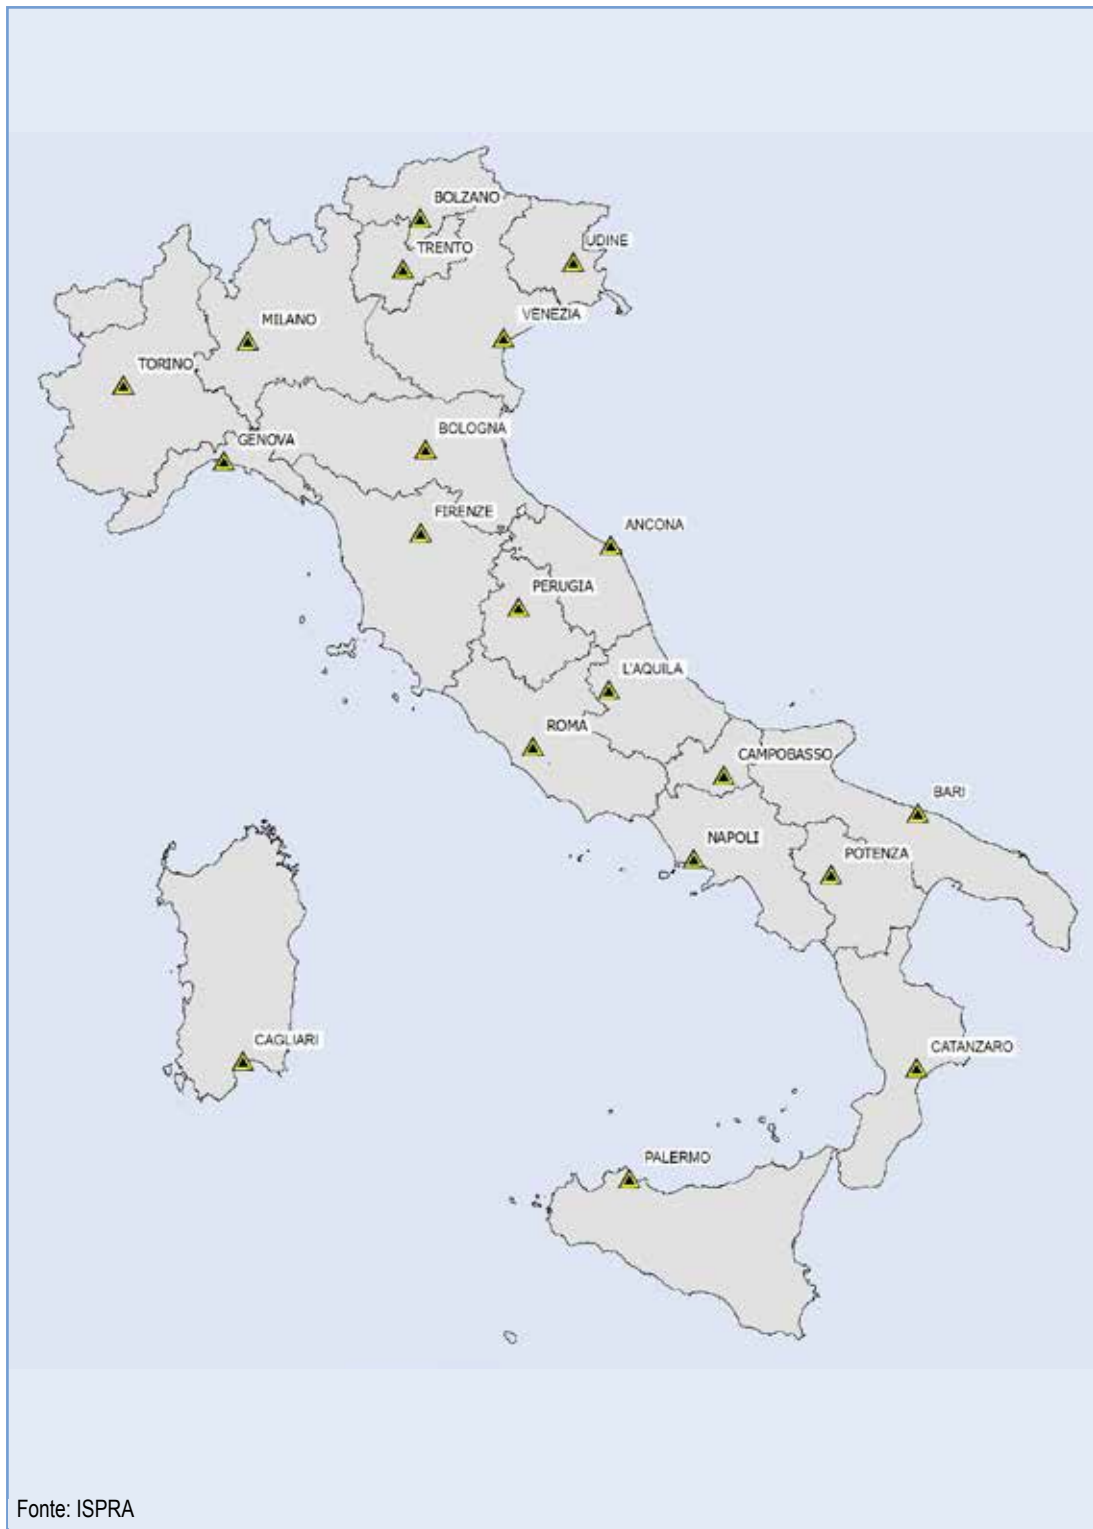 BOLZANO
UDINE
TRENTO
VENEZIA
MILANO
TORINO
BOLOGNA
GENOVA
FIRENZE
ANCONA
PERUGIA
L'AQUILA
ROMA
CAMPOBASSO
BARI
NAPOLI
POTENZA
CAGLIARI
CATANZARO
PALERMO
Fonte: ISPRA